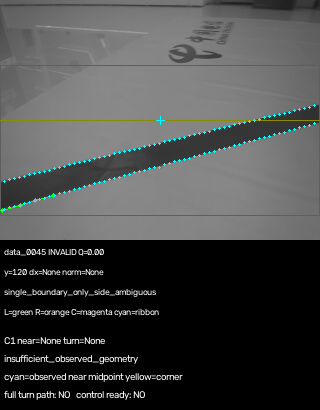 data_0045 INVALID Q=0.00
y=120 dx=None norm=None
single_boundary_only_side_ambiguous
L=green R=orange C=magenta cyan=ribbon
C1 near=None turn=None
insufficient_observed_geometry
cyan=observed near midpoint yellow=corner
full turn path: NO control ready: NO